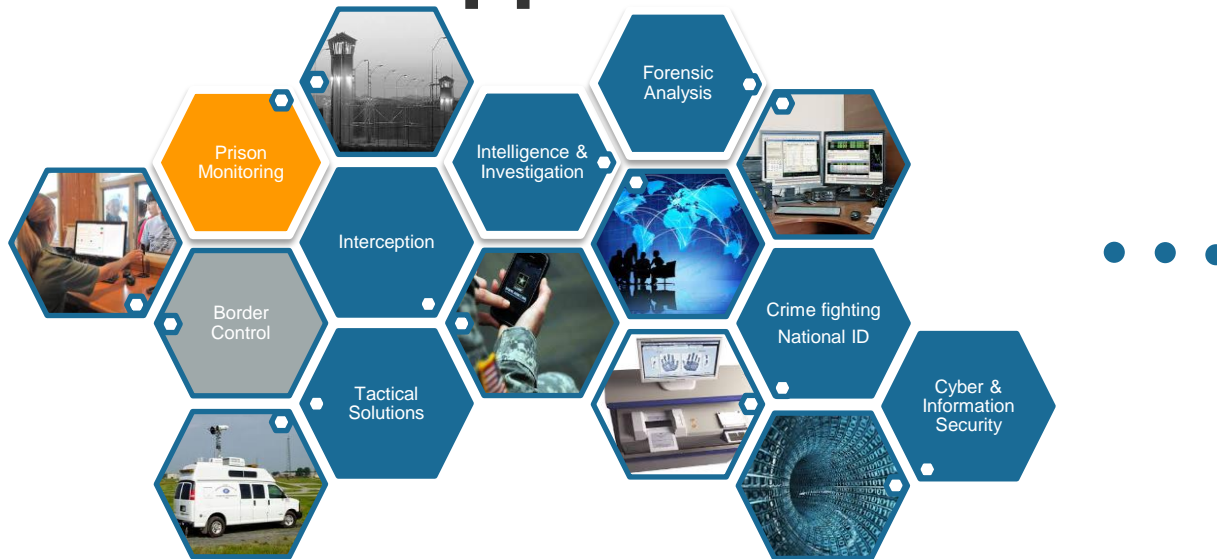 Forensic
Analysis
Prison
Monitoring
Intelligence &
Investigation
Interception
Border
Control
Crime fighting
National ID
Tactical
Solutions
Cyber &
Information
Security